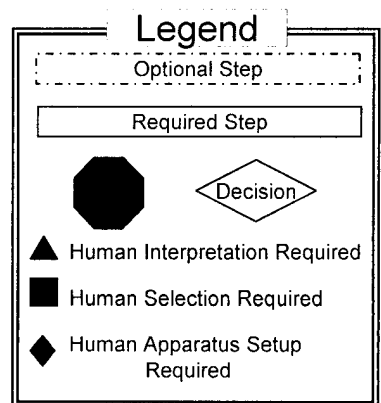 Legend
Optional Step
Required Step
Decision
Human Interpretation Required
Human Selection Required
Human Apparatus Setup
Required